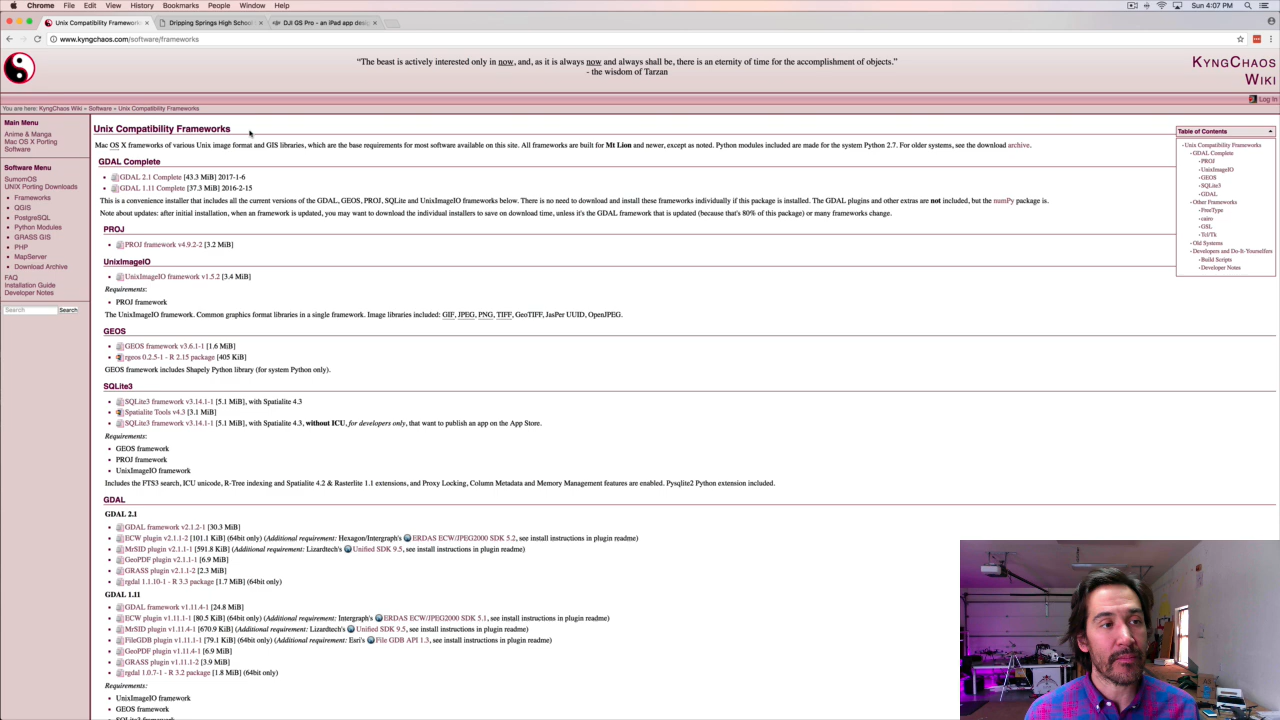 Chrome File Edit View History Bookmarks People Window Help
Sun 4:07 PM
Unix Compatibility Frameworks
Dripping Springs High School
DJI GS Pro - an iPad app desi
www.kyngchaos.com/software/frameworks
“The beast is actively interested only in now, and, as it is always now and always shall be, there is an eternity of time for the accomplishment of objects.”
- the wisdom of Tarzan
KYNGCHAOS
WIKI
You are here: KyngChaos Wiki » Software » Unix Compatibility Frameworks
Log In
Main Menu
Anime & Manga
Mac OS X Porting
Software
Software Menu
SumomOS
UNIX Porting Downloads
Frameworks
QGIS
PostgreSQL
Python Modules
GRASS GIS
PHP
MapServer
Download Archive
FAQ
Installation Guide
Developer Notes
Search
Search
Unix Compatibility Frameworks
Mac OS X frameworks of various Unix image format and GIS libraries, which are the base requirements for most software available on this site. All frameworks are built for Mt Lion and newer, except as noted. Python modules included are made for the system Python 2.7. For older systems, see the download archive.
GDAL Complete
GDAL 2.1 Complete [43.3 MiB] 2017-1-6
GDAL 1.11 Complete [37.3 MiB] 2016-2-15
This is a convenience installer that includes all of the current versions of the GDAL, GEOS, PROJ, SQLite and UnixImageIO frameworks below. There is no need to download and install these frameworks individually if this package is installed. The GDAL plugins and other extras are not included, but the numPy package is.
Note about updates: after initial installation, when an framework is updated, you may want to download the individual installers to save on download time, unless it's the GDAL framework that is updated (because that's 80% of this package) or many frameworks change.
PROJ
PROJ framework v4.9.2-2 [3.2 MiB]
UnixImageIO
UnixImageIO framework v1.5.2 [3.4 MiB]
Requirements:
PROJ framework
The UnixImageIO framework. Common graphics format libraries in a single framework. Image libraries included: GIF, JPEG, PNG, TIFF, GeoTIFF, JasPer UUID, OpenJPEG.
GEOS
GEOS framework v3.6.1-1 [1.6 MiB]
rgeos 0.2.5-1 - R 2.15 package [405 KiB]
GEOS framework includes Shapely Python library (for system Python only).
SQLite3
SQLite3 framework v3.14.1-1 [5.1 MiB], with Spatialite 4.3
Spatialite Tools v4.3 [3.1 MiB]
SQLite3 framework v3.14.1-1 [5.1 MiB], with Spatialite 4.3, without ICU, for developers only, that want to publish an app on the App Store.
Requirements:
GEOS framework
PROJ framework
UnixImageIO framework
Includes the FTS3 search, ICU unicode, R-Tree indexing and Spatialite 4.2 & Rasterlite 1.1 extensions, and Proxy Locking, Column Metadata and Memory Management features are enabled. Pysqlite2 Python extension included.
GDAL
GDAL 2.1
GDAL framework v2.1.2-1 [30.3 MiB]
ECW plugin v2.1.1-2 [101.1 KiB] (64bit only) (Additional requirement: Hexagon/Intergraph's ERDAS ECW/JPEG2000 SDK 5.2, see install instructions in plugin readme)
MrSID plugin v2.1.1-1 [591.8 KiB] (Additional requirement: Lizardtech's Unified SDK 9.5, see install instructions in plugin readme)
GeoPDF plugin v2.1.1-1 [6.9 MiB]
GRASS plugin v2.1.1-2 [2.3 MiB]
rgdal 1.1.10-1 - R 3.3 package [1.7 MiB] (64bit only)
GDAL 1.11
GDAL framework v1.11.4-1 [24.8 MiB]
ECW plugin v1.11.1-1 [80.5 KiB] (64bit only) (Additional requirement: Intergraph's ERDAS ECW/JPEG2000 SDK 5.1, see install instructions in plugin readme)
MrSID plugin v1.11.4-1 [670.9 KiB] (Additional requirement: Lizardtech's Unified SDK 9.5, see install instructions in plugin readme)
FileGDB plugin v1.11.1-1 [79.1 KiB] (64bit only) (Additional requirement: Esri's File GDB API 1.3, see install instructions in plugin readme)
GeoPDF plugin v1.11.4-1 [6.9 MiB]
GRASS plugin v1.11.1-2 [3.9 MiB]
rgdal 1.0.7-1 - R 3.2 package [1.8 MiB] (64bit only)
Requirements:
UnixImageIO framework
GEOS framework
SQLite3 framework
Table of Contents
Unix Compatibility Frameworks
GDAL Complete
PROJ
UnixImageIO
GEOS
SQLite3
GDAL
Other Frameworks
FreeType
cairo
GSL
Tcl/Tk
Old Systems
Developers and Do-It-Yourselfers
Build Scripts
Developer Notes